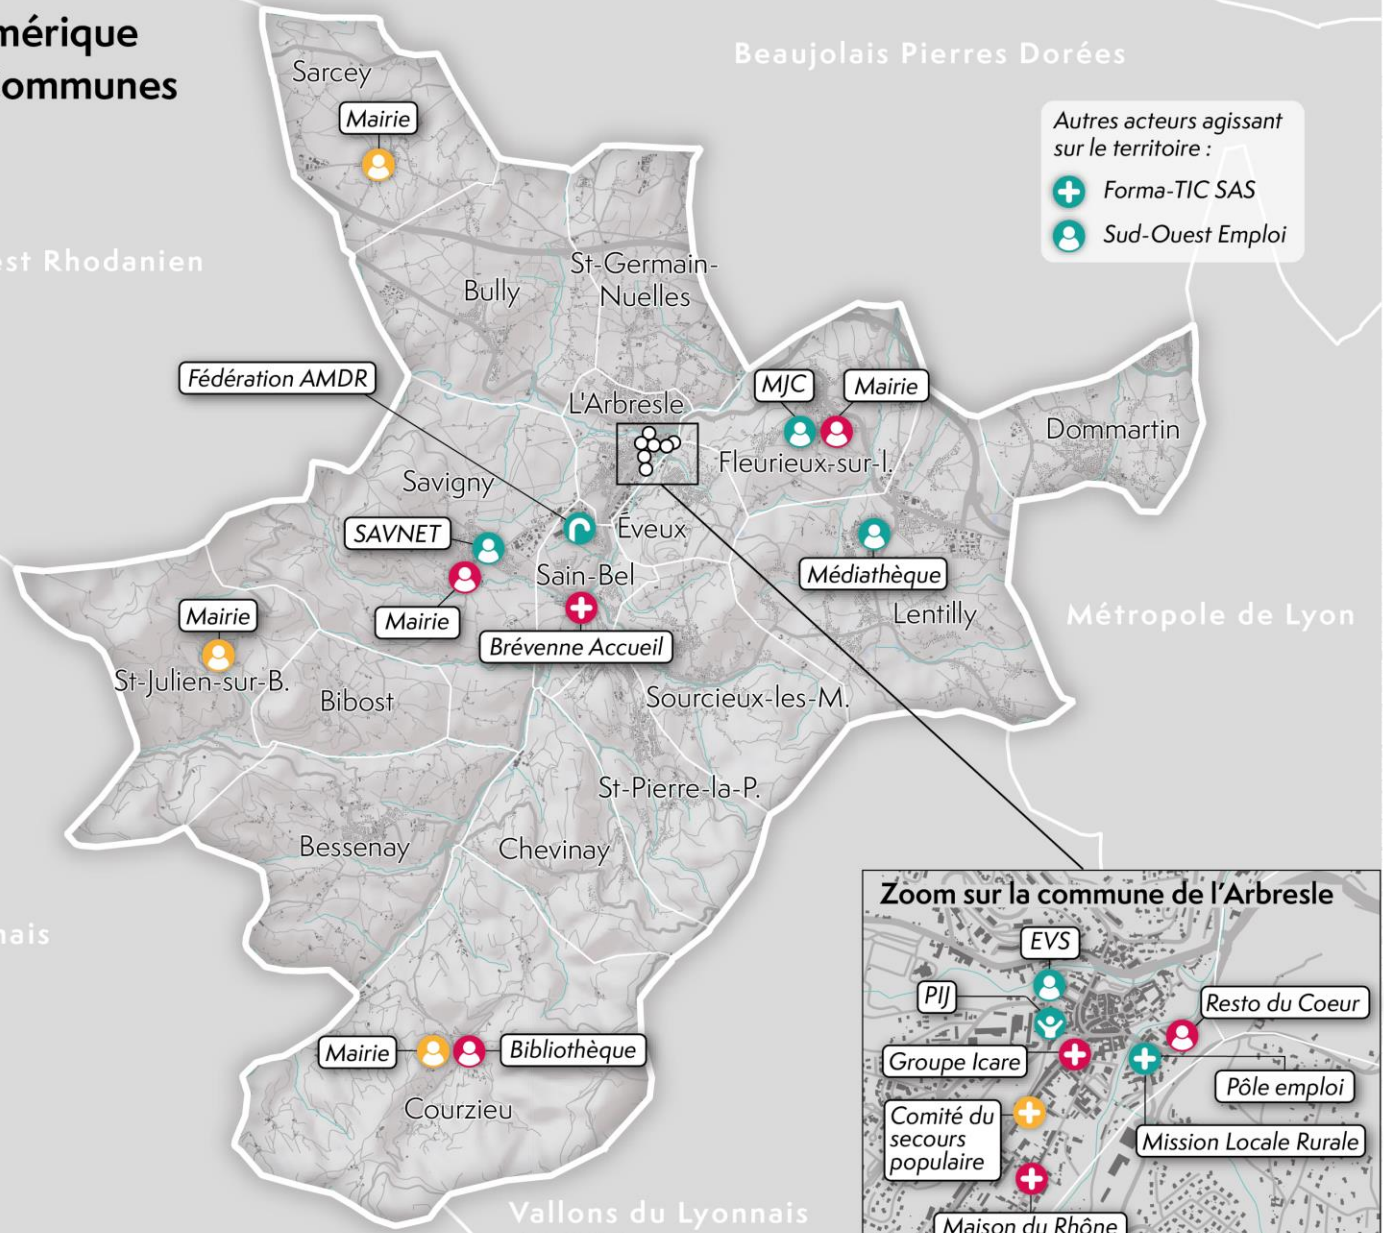 mérique
ommunes
Beaujolais Pierres Dorées
Sarcey
Mairie
Autres acteurs agissant
sur le territoire :
Forma-TIC SAS
Sud-Ouest Emploi
est Rhodanien
St-Germain-
Nuelles
Bully
Fédération AMDR
L'Arbresle
MJC
Mairie
Dommartin
Fleurieux-sur-l.
Savigny
SAVNET
Eveux
Sain-Bel
Médiathèque
Mairie
Mairie
Lentilly
Métropole de Lyon
Brévenne Accueil
St-Julien-sur-B.
Bibost
Sourcieux-les-M.
St-Pierre-la-P.
Bessenay
Chevinay
nais
Mairie
Bibliothèque
Courzieu
Vallons du Lyonnais
Zoom sur la commune de l'Arbresle
EVS
PIJ
Resto du Coeur
Groupe Icare
Pôle emploi
Comité du
secours
populaire
Mission Locale Rurale
Maison du Rhône